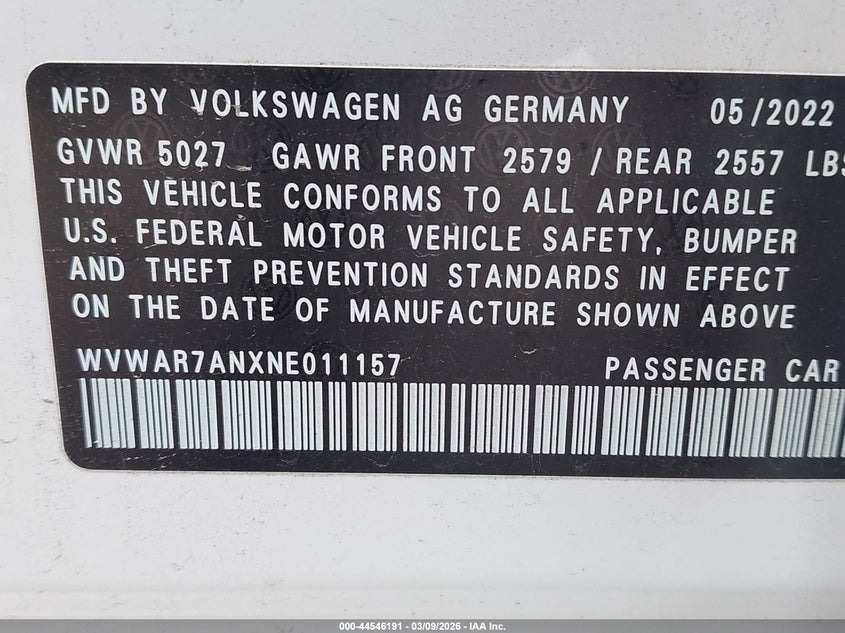 MFD BY VOLKSWAGEN AG GERMANY 05/2022
GVWR 5027 GAWR FRONT 2579 / REAR 2557 LBS
THIS VEHICLE CONFORMS TO ALL APPLICABLE
U.S. FEDERAL MOTOR VEHICLE SAFETY, BUMPER
AND THEFT PREVENTION STANDARDS IN EFFECT
ON THE DATE OF MANUFACTURE SHOWN ABOVE
WVWAR7ANXNE011157 PASSENGER CAR
000-44546191 - 03/09/2026 - IAA Inc.